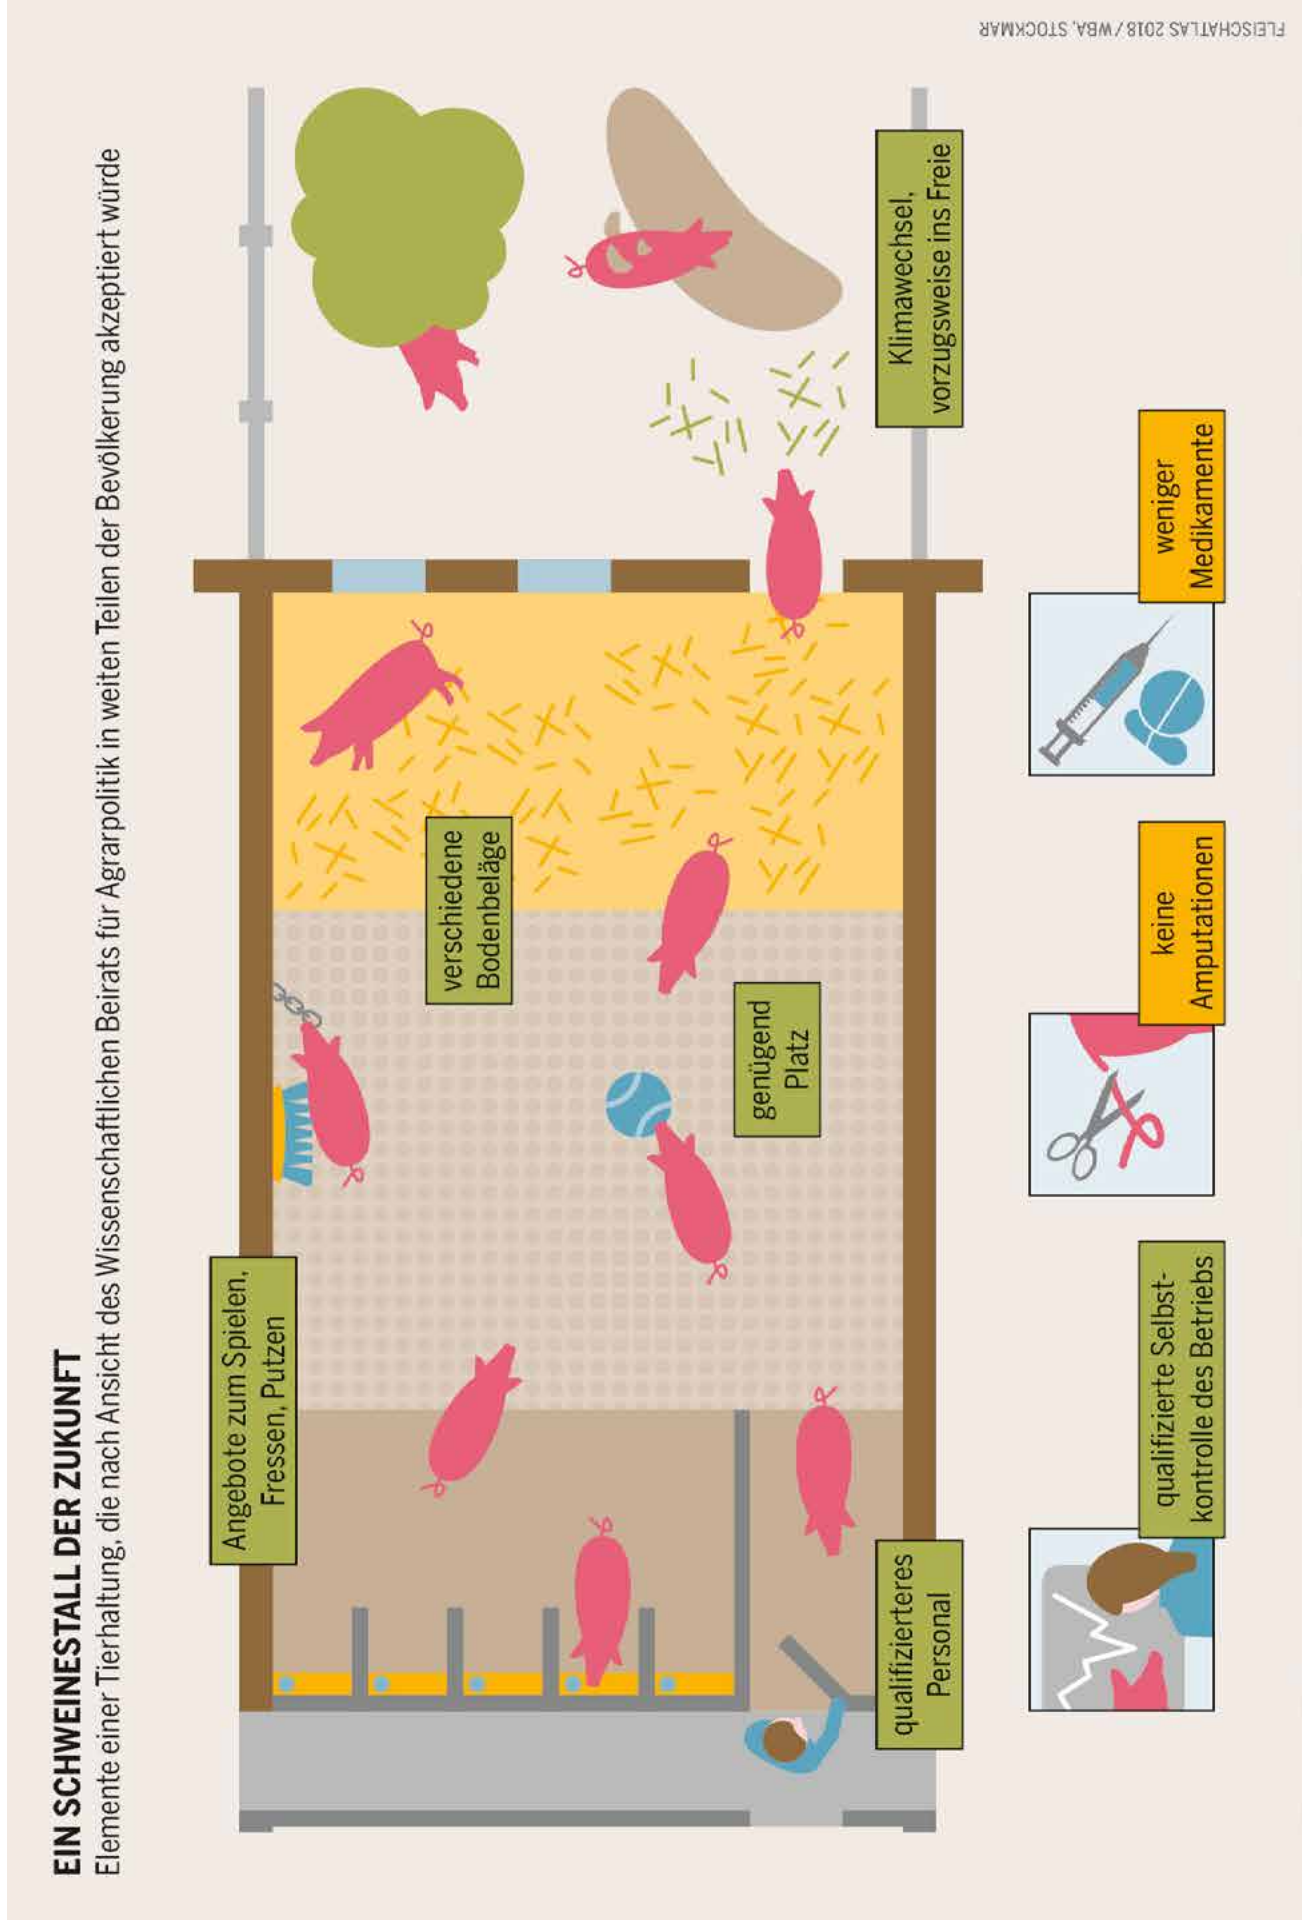 EIN SCHWEINESTALL DER ZUKUNFT
Elemente einer Tierhaltung, die nach Ansicht des Wissenschaftlichen Beirats für Agrarpolitik in weiten Teilen der Bevölkerung akzeptiert würde
Angebote zum Spielen,
Fressen, Putzen
verschiedene
Bodenbeläge
genügend
Platz
qualifizierteres
Personal
Klimawechsel,
vorzugsweise ins Freie
qualifizierte Selbst-
kontrolle des Betriebs
keine
Amputationen
weniger
Medikamente
FLEISCHATLAS 2018 / WBA, STOCKMAR